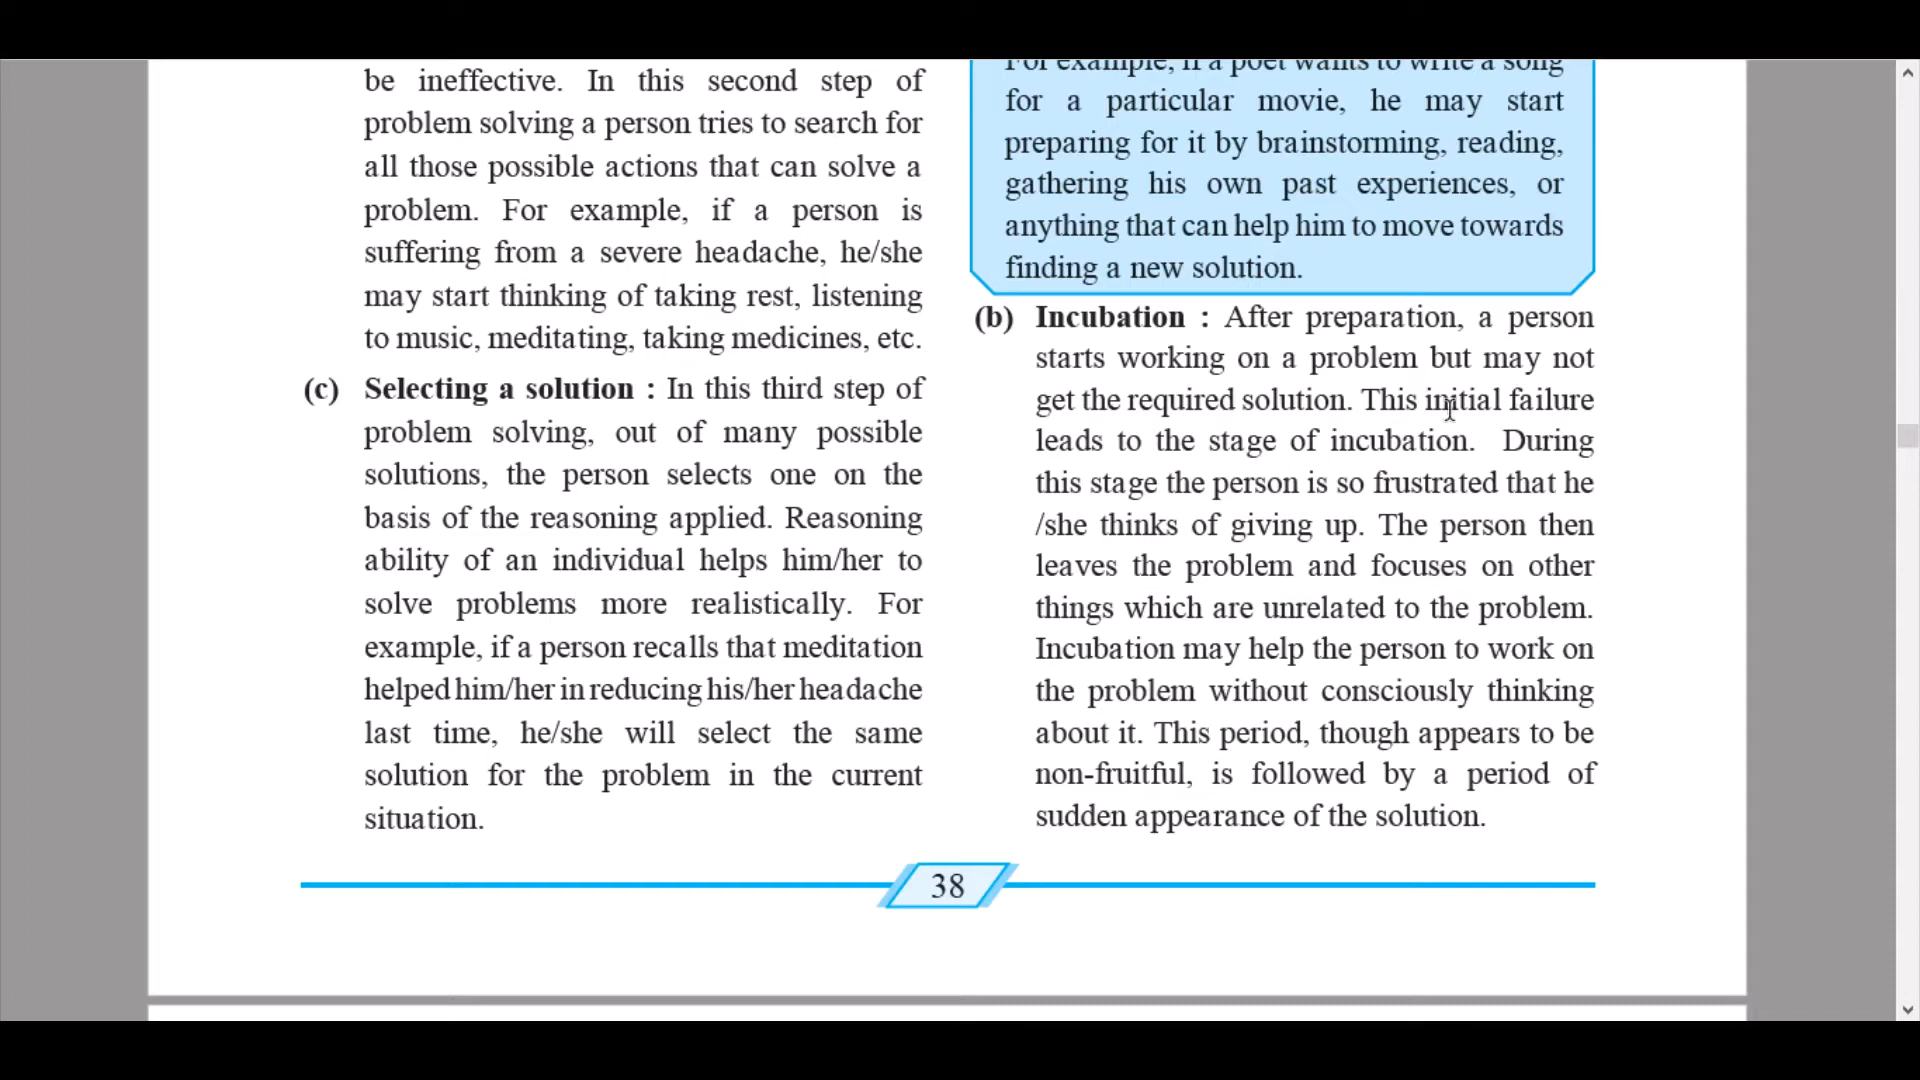 be ineffective. In this second step of
problem solving a person tries to search for
all those possible actions that can solve a
problem. For example, if a person is
suffering from a severe headache, he/she
may start thinking of taking rest, listening
to music, meditating, taking medicines, etc.
(c) Selecting a solution : In this third step of
problem solving, out of many possible
solutions, the person selects one on the
basis of the reasoning applied. Reasoning
ability of an individual helps him/her to
solve problems more realistically. For
example, if a person recalls that meditation
helped him/her in reducing his/her headache
last time, he/she will select the same
solution for the problem in the current
situation.
For example, if a poet wants to write a song
for a particular movie, he may start
preparing for it by brainstorming, reading,
gathering his own past experiences, or
anything that can help him to move towards
finding a new solution.
(b) Incubation : After preparation, a person
starts working on a problem but may not
get the required solution. This initial failure
leads to the stage of incubation. During
this stage the person is so frustrated that he
/she thinks of giving up. The person then
leaves the problem and focuses on other
things which are unrelated to the problem.
Incubation may help the person to work on
the problem without consciously thinking
about it. This period, though appears to be
non-fruitful, is followed by a period of
sudden appearance of the solution.
38